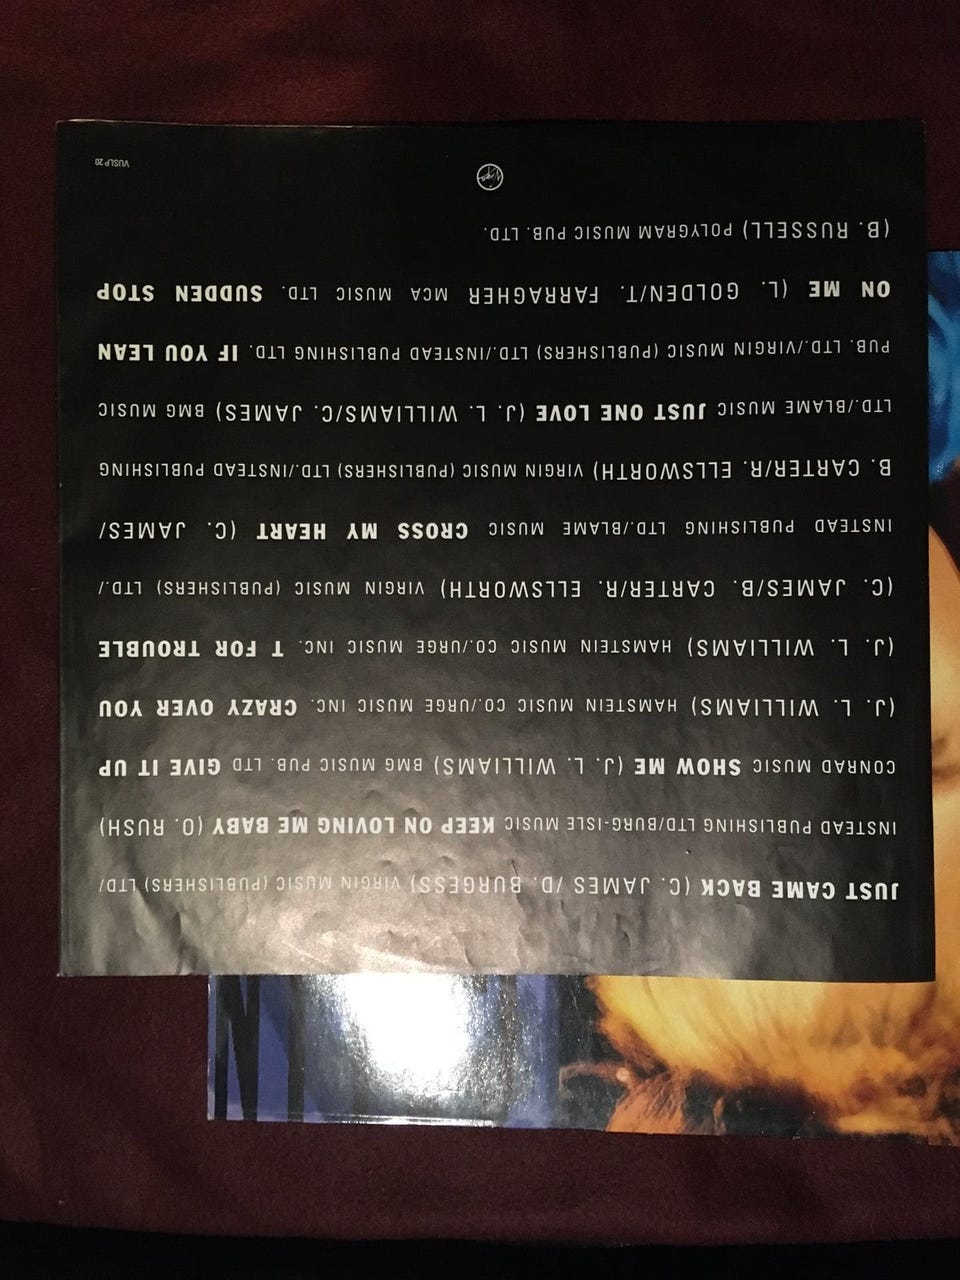 JUST CAME BACK (C. JAMES /D. BURGESS) VIRGIN MUSIC (PUBLISHERS) LTD/
INSTEAD PUBLISHING LTD/BURG-ISLE MUSIC KEEP ON LOVING ME BABY (O. RUSH)
CONRAD MUSIC SHOW ME (J. L. WILLIAMS) BMG MUSIC PUB. LTD GIVE IT UP
(J. L. WILLIAMS) HAMSTEIN MUSIC CO./URGE MUSIC INC. CRAZY OVER YOU
(J. L. WILLIAMS) HAMSTEIN MUSIC CO./URGE MUSIC INC. T FOR TROUBLE
(C. JAMES/B. CARTER/R. ELLSWORTH) VIRGIN MUSIC (PUBLISHERS) LTD./
INSTEAD PUBLISHING LTD./BLAME MUSIC CROSS MY HEART (C. JAMES/
B. CARTER/R. ELLSWORTH) VIRGIN MUSIC (PUBLISHERS) LTD./INSTEAD PUBLISHING
LTD./BLAME MUSIC JUST ONE LOVE (J. L. WILLIAMS/C. JAMES) BMG MUSIC
PUB. LTD./VIRGIN MUSIC (PUBLISHERS) LTD./INSTEAD PUBLISHING LTD. IF YOU LEAN
ON ME (L. GOLDEN/T. FARRAGHER MCA MUSIC LTD. SUDDEN STOP
(B. RUSSELL) POLYGRAM MUSIC PUB. LTD.
Virgin
VUSLP 20